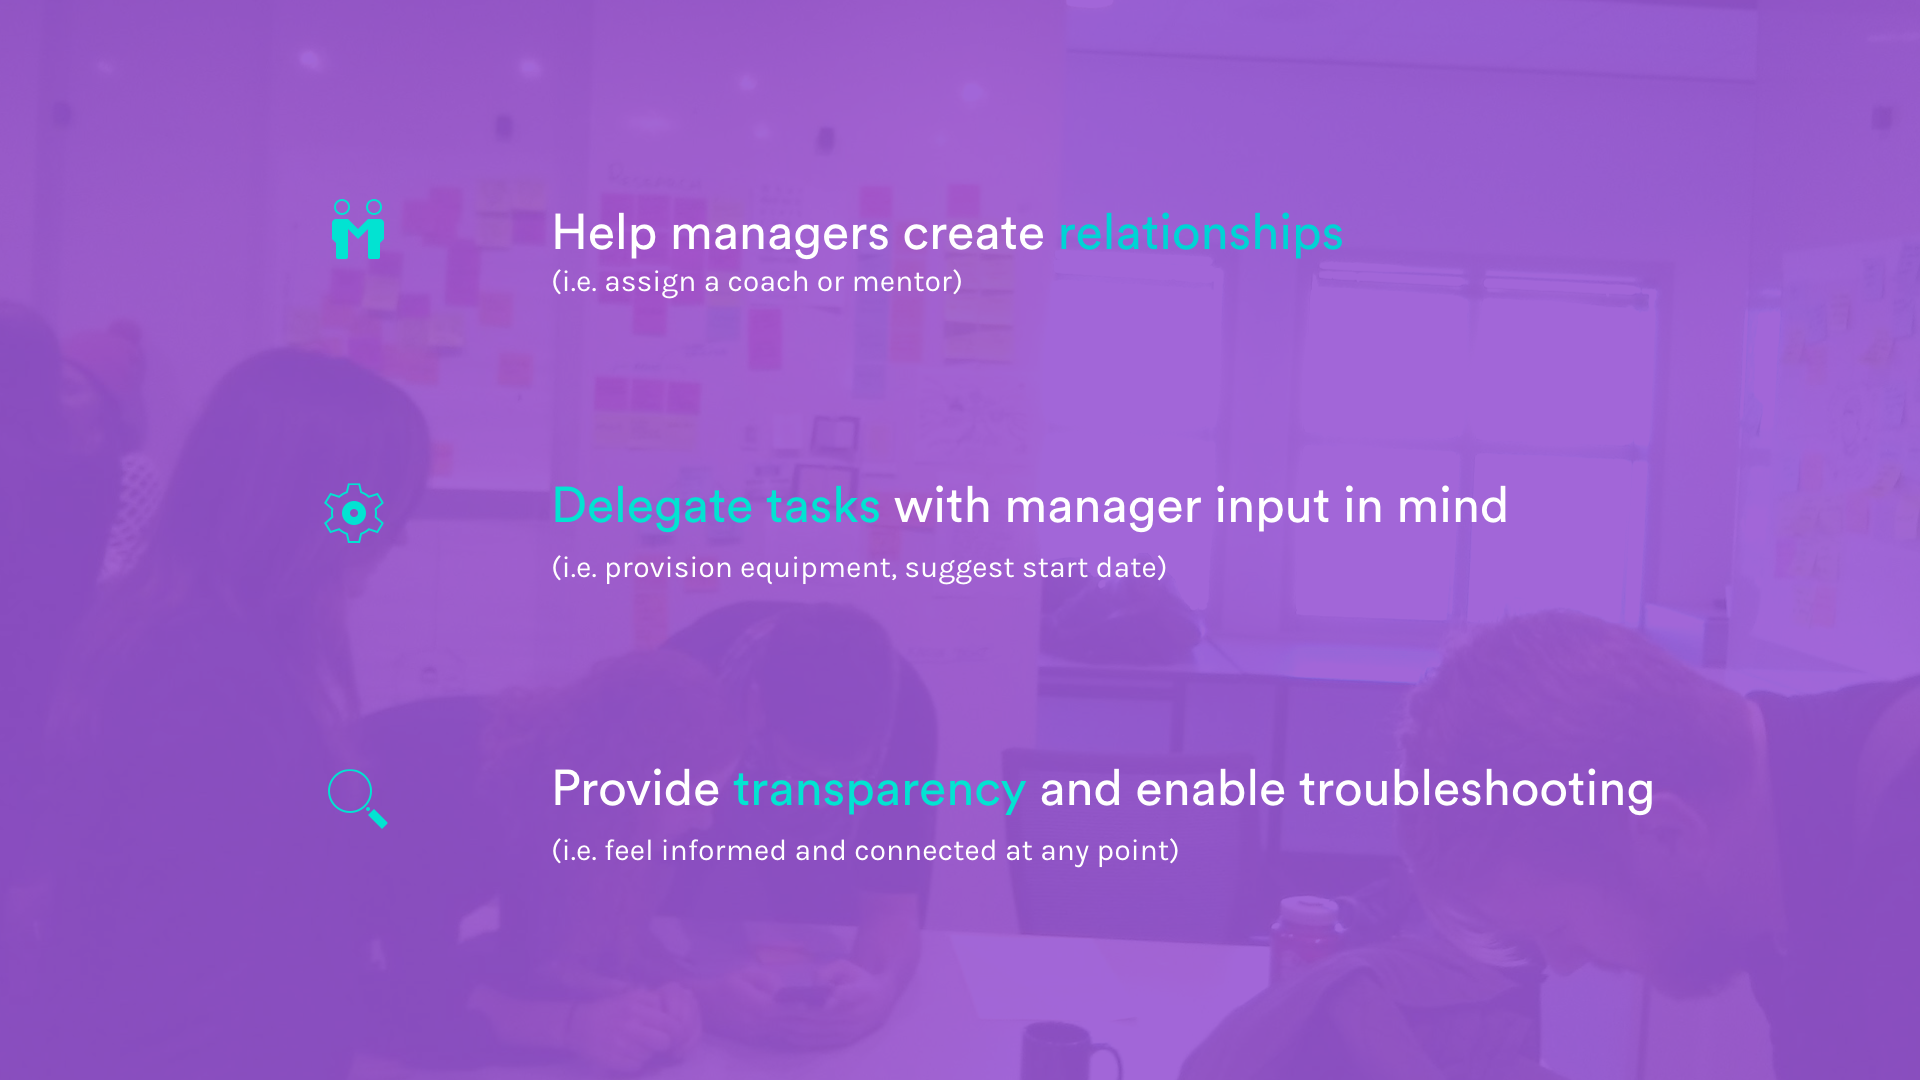 Help managers create relationships
(i.e. assign a coach or mentor)
Delegate tasks with manager input in mind
(i.e. provision equipment, suggest start date)
Provide transparency and enable troubleshooting
(i.e. feel informed and connected at any point)